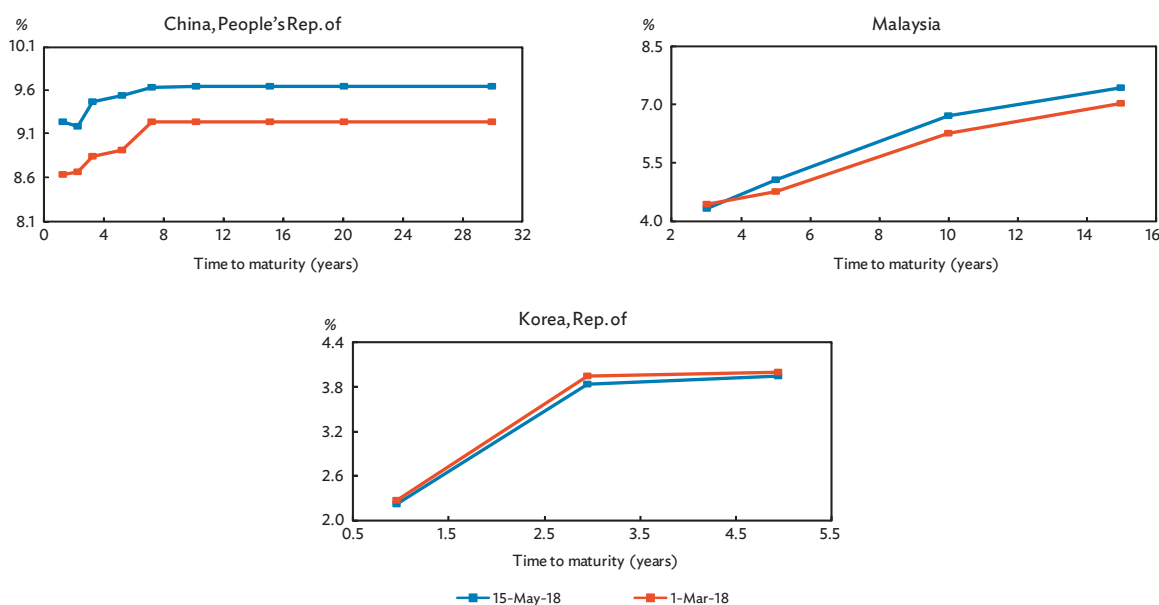 China, People's Rep. of
%
10.1
9.6
9.1
8.6
8.1
0 4 8 12 16 20 24 28 32
Time to maturity (years)
Malaysia
%
8.5
7.0
5.5
4.0
2 4 6 8 10 12 14 16
Time to maturity (years)
Korea, Rep. of
%
4.4
3.8
3.2
2.6
2.0
0.5 1.5 2.5 3.5 4.5 5.5
Time to maturity (years)
15-May-18 1-Mar-18